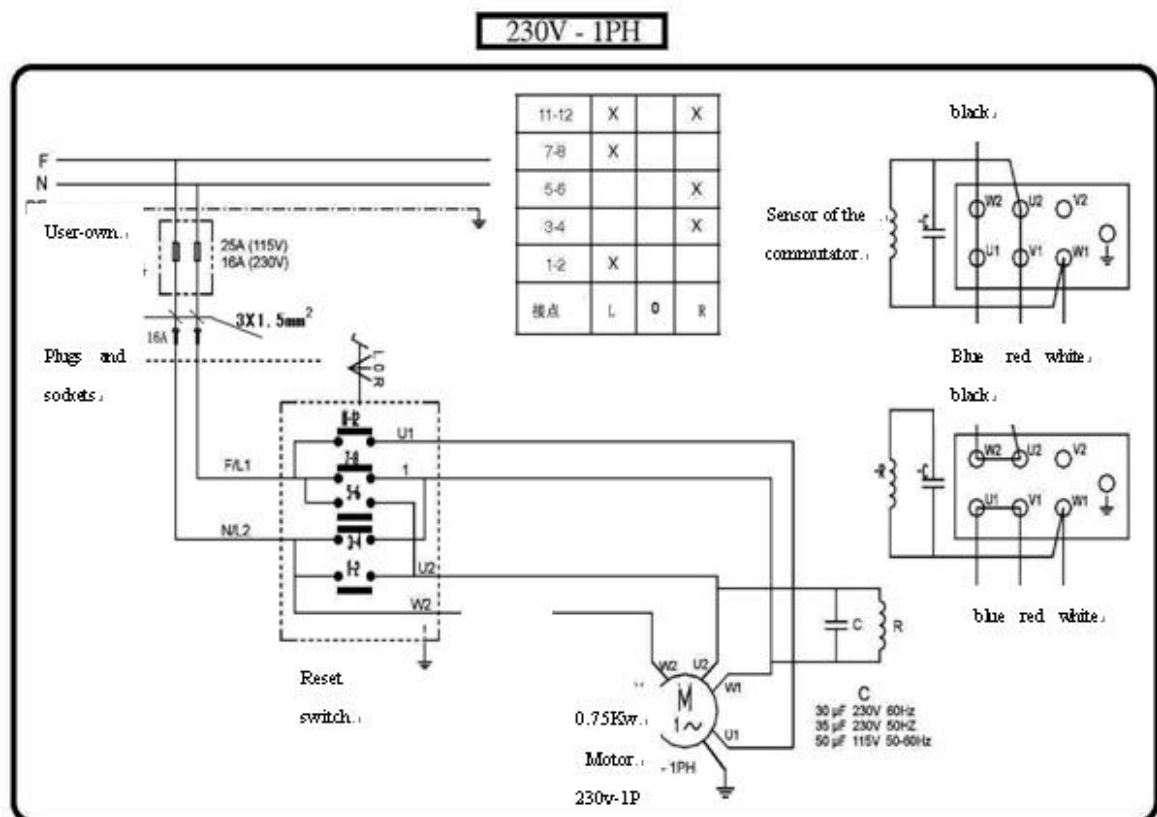 230V - 1PH
F
N
User-own.
25A (115V)
16A (230V)
3X1.5mm²
16A
Plugs and
sockets.
11-12 X X
7-8 X
5-6 X
3-4 X
1-2 X
接点 L 0 R
L 0 R
11-12
U1
7-8
1
5-6
F/L1
N/L2
3-4
1-2
U2
W2
Reset
switch.
W2
U2
W1
U1
M
1~
0.75Kw.
Motor.
- 1PH
230v-1P
C
R
C
30 µF 230V 60Hz
35 µF 230V 50HZ
50 µF 115V 50-60Hz
black.
Sensor of the
commutator.
W2 U2 V2
U1 V1 W1
Blue red white.
black.
W2 U2 V2
U1 V1 W1
blue red white.